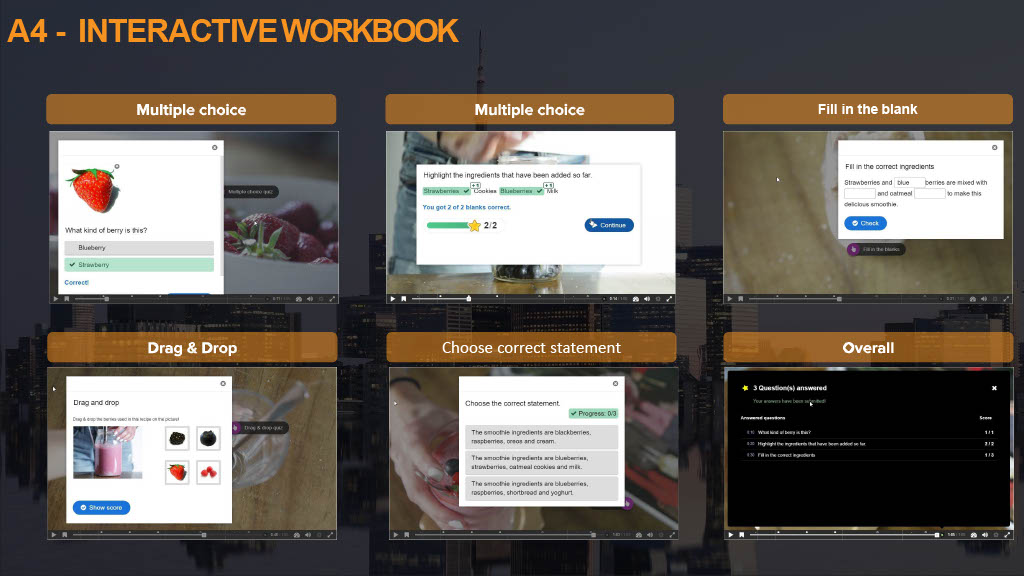 A4 - INTERACTIVE WORKBOOK
Multiple choice
Multiple choice
Fill in the blank
What kind of berry is this?
Blueberry
Strawberry
Correct!
Multiple choice quiz
Highlight the ingredients that have been added so far.
Strawberries +1 Cookies Blueberries +1 Milk
You got 2 of 2 blanks correct.
2/2
Continue
Fill in the correct ingredients
Strawberries and blue berries are mixed with
and oatmeal to make this
delicious smoothie.
Check
Fill in the blanks
Drag & Drop
Choose correct statement
Overall
Drag and drop
Drag & drop the berries used in this recipe on the picture!
Show score
Drag & drop quiz
Choose the correct statement.
Progress: 0/3
The smoothie ingredients are blackberries,
raspberries, oreos and cream.
The smoothie ingredients are blueberries,
strawberries, oatmeal cookies and milk.
The smoothie ingredients are blueberries,
raspberries, shortbread and yoghurt.
3 Question(s) answered
Your answers have been submitted!
Answered questions Score
What kind of berry is this? 1 / 1
Highlight the ingredients that have been added so far. 2 / 2
Fill in the correct ingredients 1 / 3